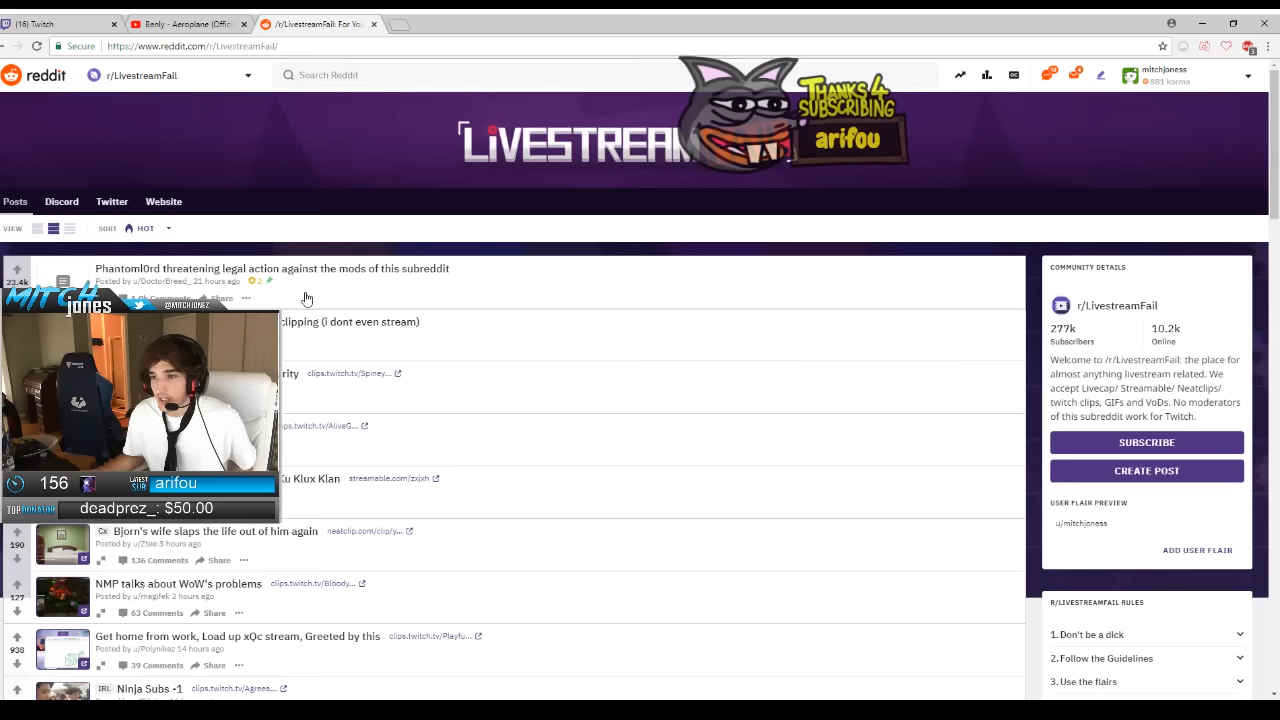 (16) Twitch
Benly - Aeroplane (Offici
/r/LivestreamFail: For Yo
Secure https://www.reddit.com/r/LivestreamFail/
reddit r/LivestreamFail
Search Reddit
mitchjoness
881 karma
THANKS 4 SUBSCRIBING
arifou
LIVESTREAM
Posts Discord Twitter Website
VIEW SORT HOT
Phantoml0rd threatening legal action against the mods of this subreddit
23.4k
Posted by u/DoctorBread_ 21 hours ago 2
Comments Share
MITCH jones @MITCHJONEZ
clipping (i dont even stream)
rity clips.twitch.tv/Spiney...
ips.twitch.tv/AliveG...
Ku Klux Klan streamable.com/zxjxh
156 LATEST SUB arifou
TOP DONATOR deadprez_: $50.00
Cx Bjorn's wife slaps the life out of him again neatclip.com/clip/y...
190
Posted by u/Ztee 3 hours ago
136 Comments Share
NMP talks about WoW's problems clips.twitch.tv/Bloody...
127
Posted by u/magifek 2 hours ago
63 Comments Share
Get home from work, Load up xQc stream, Greeted by this clips.twitch.tv/Playfu...
938
Posted by u/Polynikez 14 hours ago
39 Comments Share
IRL Ninja Subs -1 clips.twitch.tv/Agreea...
COMMUNITY DETAILS
r/LivestreamFail
277k 10.2k
Subscribers Online
Welcome to /r/LivestreamFail: the place for
almost anything livestream related. We
accept Livecap/ Streamable/ Neatclips/
twitch clips, GIFs and VoDs. No moderators
of this subreddit work for Twitch.
SUBSCRIBE
CREATE POST
USER FLAIR PREVIEW
u/mitchjoness
ADD USER FLAIR
R/LIVESTREAMFAIL RULES
1. Don't be a dick
2. Follow the Guidelines
3. Use the flairs